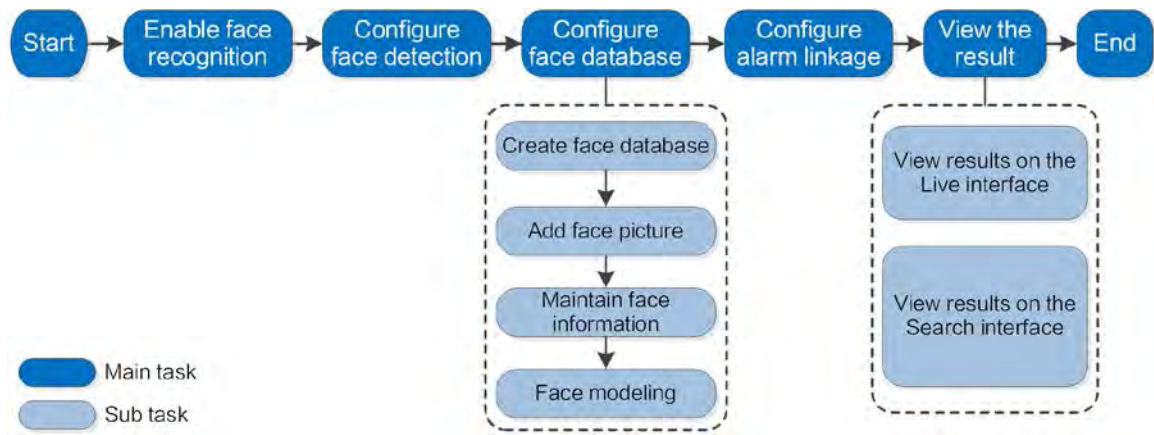 Start
Enable face
recognition
Configure
face detection
Configure
face database
Configure
alarm linkage
View the
result
End
Create face database
Add face picture
Maintain face
information
Face modeling
View results on the
Live interface
View results on the
Search interface
Main task
Sub task